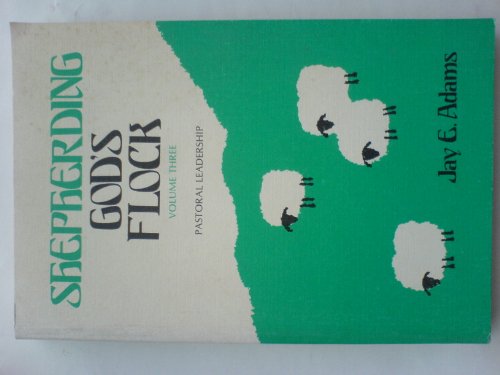 SHEPHERDING
GOD'S
FLOCK
VOLUME THREE
PASTORAL LEADERSHIP
Jay E. Adams